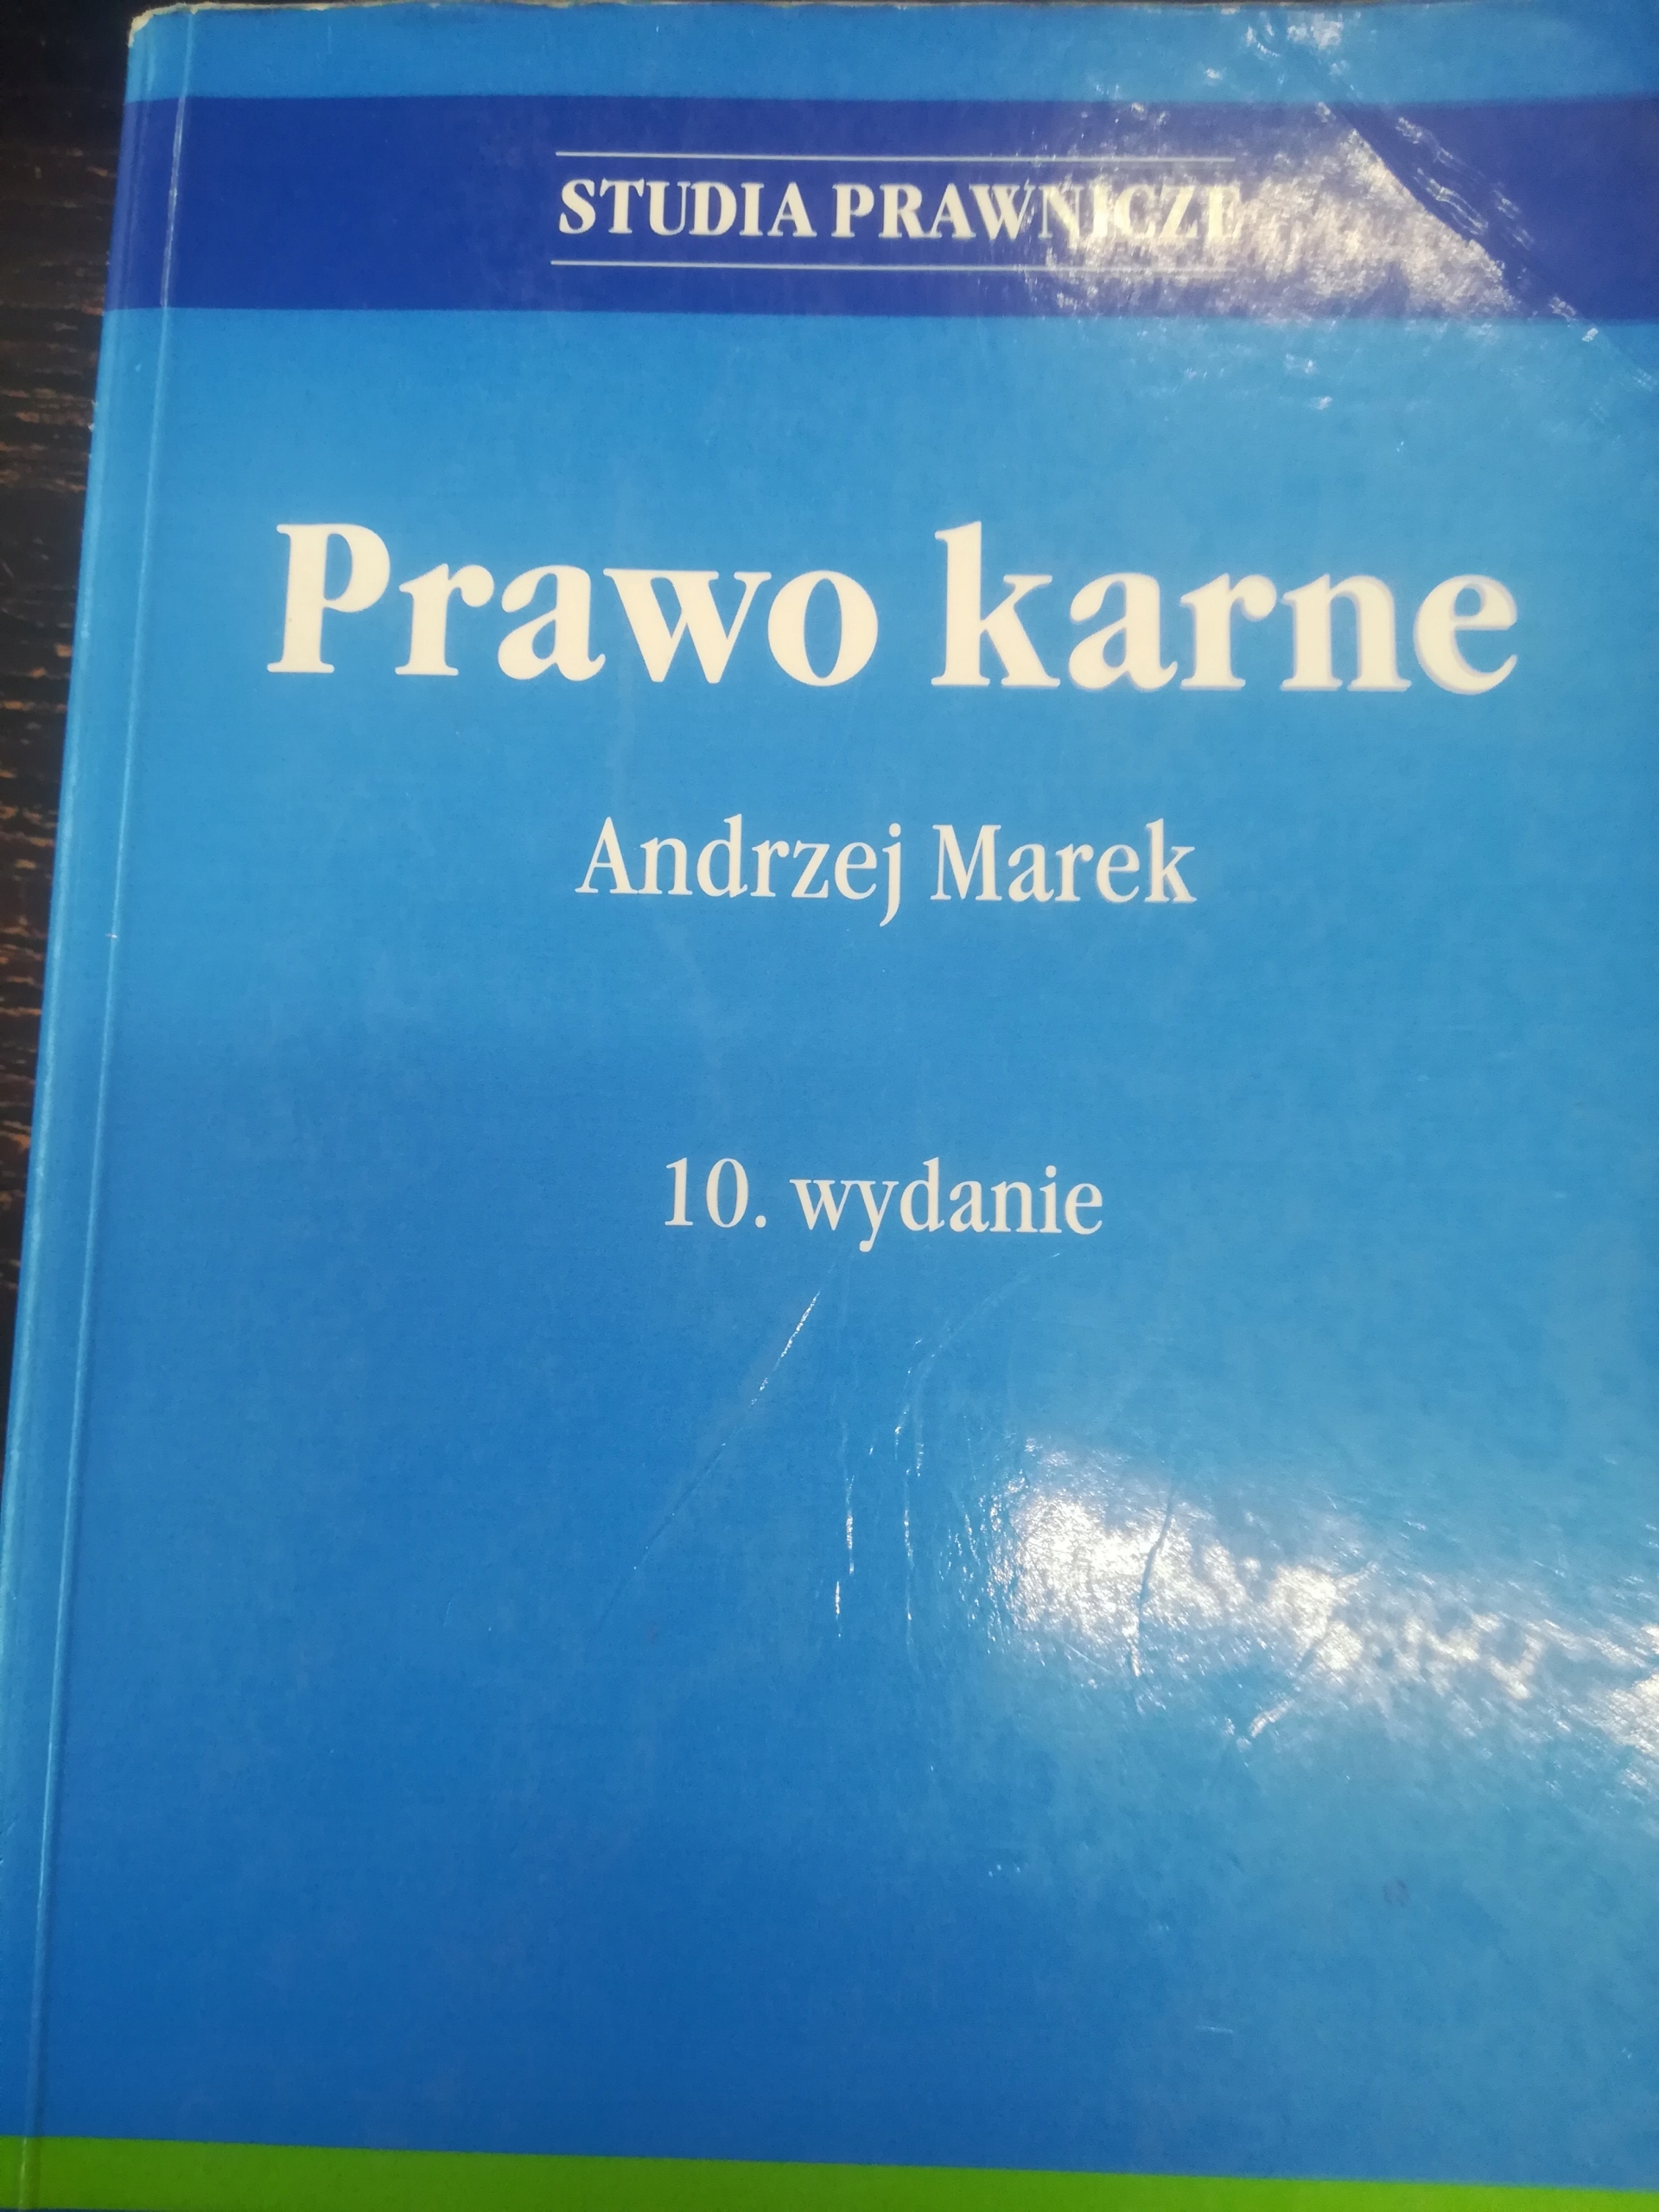 STUDIA PRAWNICZE
Prawo karne
Andrzej Marek
10. wydanie